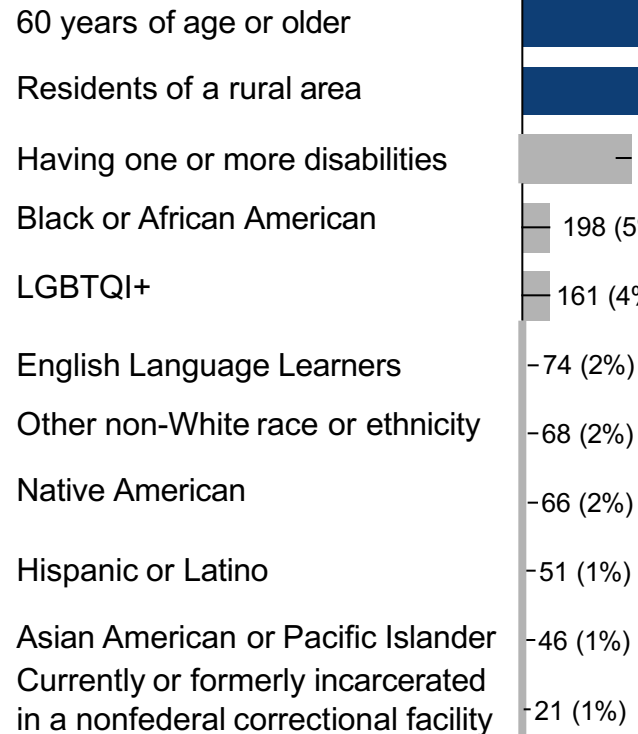 60 years of age or older
Residents of a rural area
Having one or more disabilities
Black or African American 198 (5
LGBTQI+ 161 (4%
English Language Learners 74 (2%)
Other non-White race or ethnicity 68 (2%)
Native American 66 (2%)
Hispanic or Latino 51 (1%)
Asian American or Pacific Islander 46 (1%)
Currently or formerly incarcerated
in a nonfederal correctional facility 21 (1%)